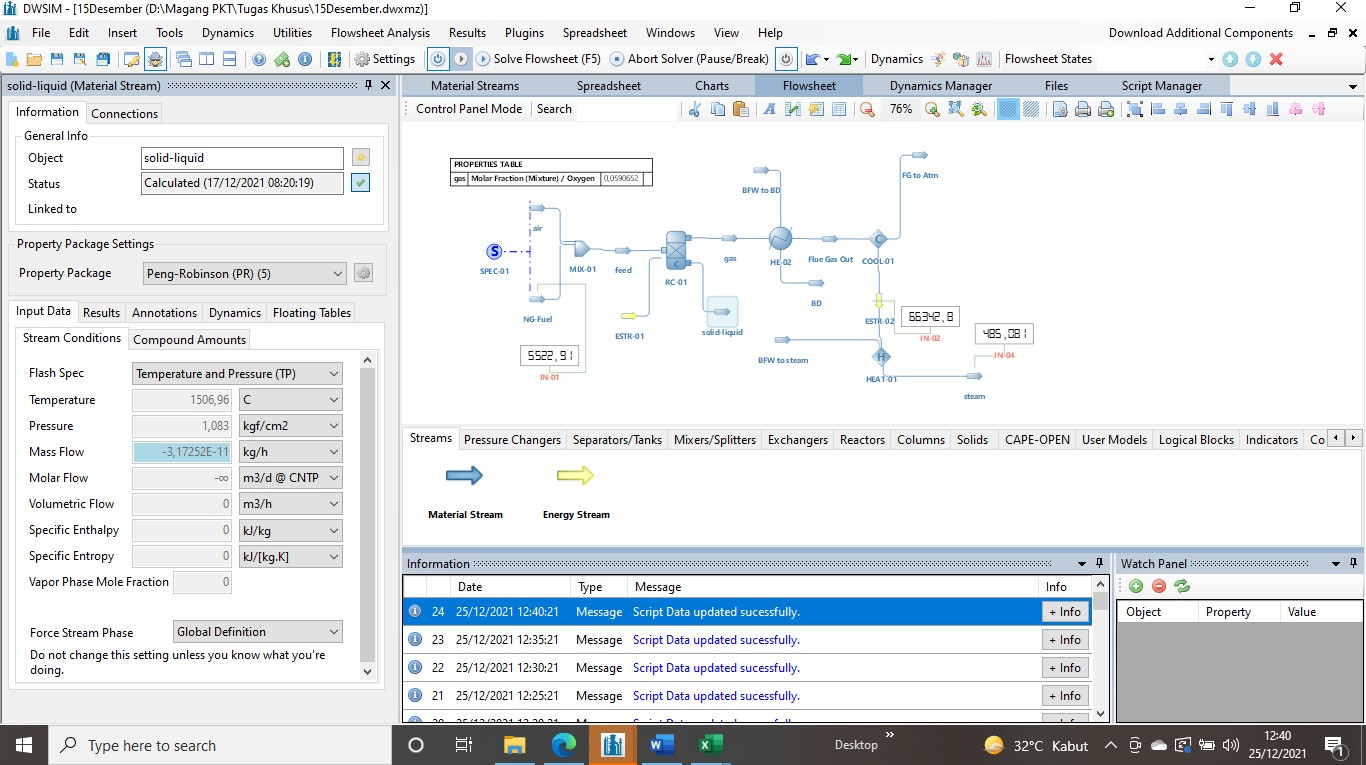 DWSIM - [15Desember (D:\Magang PKT\Tugas Khusus\15Desember.dwxmz)]
File Edit Insert Tools Dynamics Utilities Flowsheet Analysis Results Plugins Spreadsheet Windows View Help Download Additional Components
Settings Solve Flowsheet (F5) Abort Solver (Pause/Break) Dynamics Flowsheet States
solid-liquid (Material Stream)
Information Connections
General Info
Object solid-liquid
Status Calculated (17/12/2021 08:20:19)
Linked to
Property Package Settings
Property Package Peng-Robinson (PR) (5)
Input Data Results Annotations Dynamics Floating Tables
Stream Conditions Compound Amounts
Flash Spec Temperature and Pressure (TP)
Temperature 1506,96 C
Pressure 1,083 kgf/cm2
Mass Flow -3,17252E-11 kg/h
Molar Flow -∞ m3/d @ CNTP
Volumetric Flow 0 m3/h
Specific Enthalpy 0 kJ/kg
Specific Entropy 0 kJ/[kg.K]
Vapor Phase Mole Fraction 0
Force Stream Phase Global Definition
Do not change this setting unless you know what you're
doing.
Material Streams Spreadsheet Charts Flowsheet Dynamics Manager Files Script Manager
Control Panel Mode Search A 76%
PROPERTIES TABLE
gas Molar Fraction (Mixture) / Oxygen 0,0590652
BFW to BD
FG to Atm
air
S
SPEC-01
MIX-01
feed
C
RC-01
gas
HE-02
Flue Gas Out
C
COOL-01
NG-Fuel
ESTR-01
solid-liquid
BD
ESTR-02
66342,8
IN-02
485,081
IN-04
5522,91
IN-01
BFW to steam
H
HEAT-01
steam
Streams Pressure Changers Separators/Tanks Mixers/Splitters Exchangers Reactors Columns Solids CAPE-OPEN User Models Logical Blocks Indicators Co
Material Stream Energy Stream
Information
Date Type Message Info
24 25/12/2021 12:40:21 Message Script Data updated sucessfully. + Info
23 25/12/2021 12:35:21 Message Script Data updated sucessfully. + Info
22 25/12/2021 12:30:21 Message Script Data updated sucessfully. + Info
21 25/12/2021 12:25:21 Message Script Data updated sucessfully. + Info
Watch Panel
Object Property Value
Type here to search
Desktop
32°C Kabut
12:40
25/12/2021
1